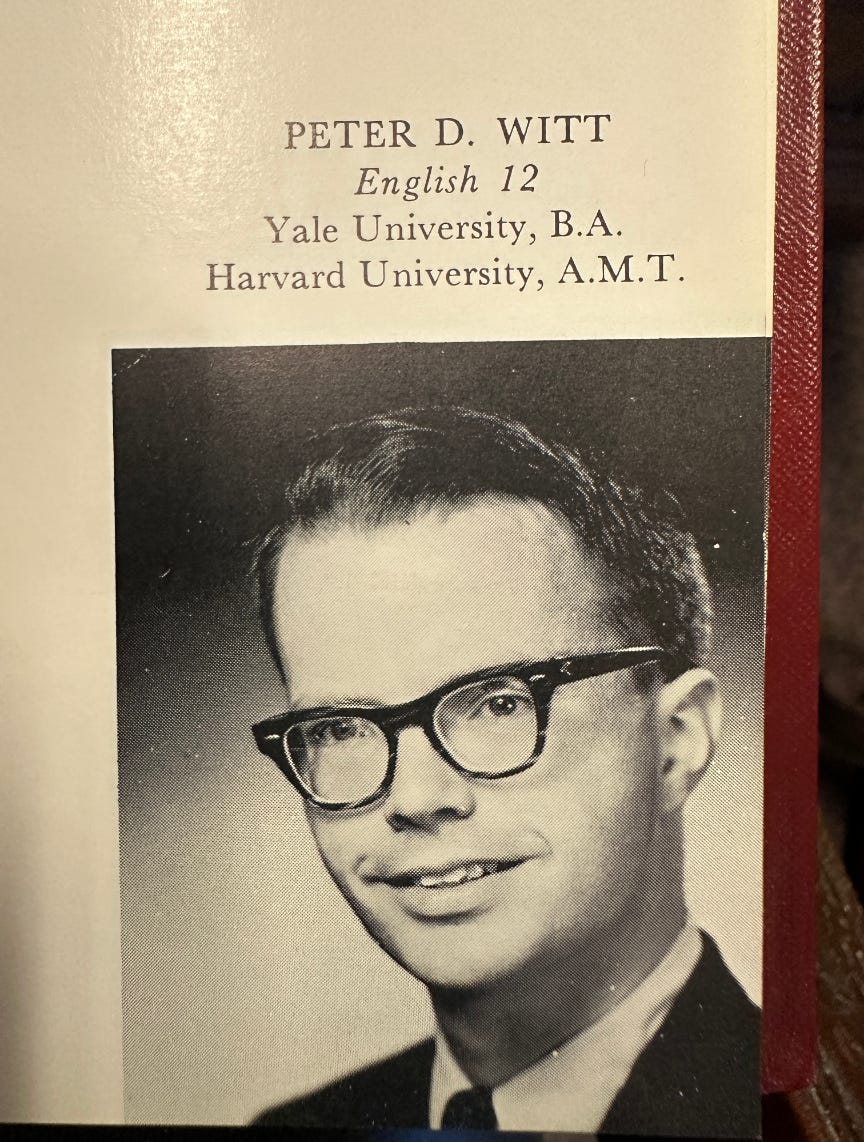 PETER D. WITT
English 12
Yale University, B.A.
Harvard University, A.M.T.